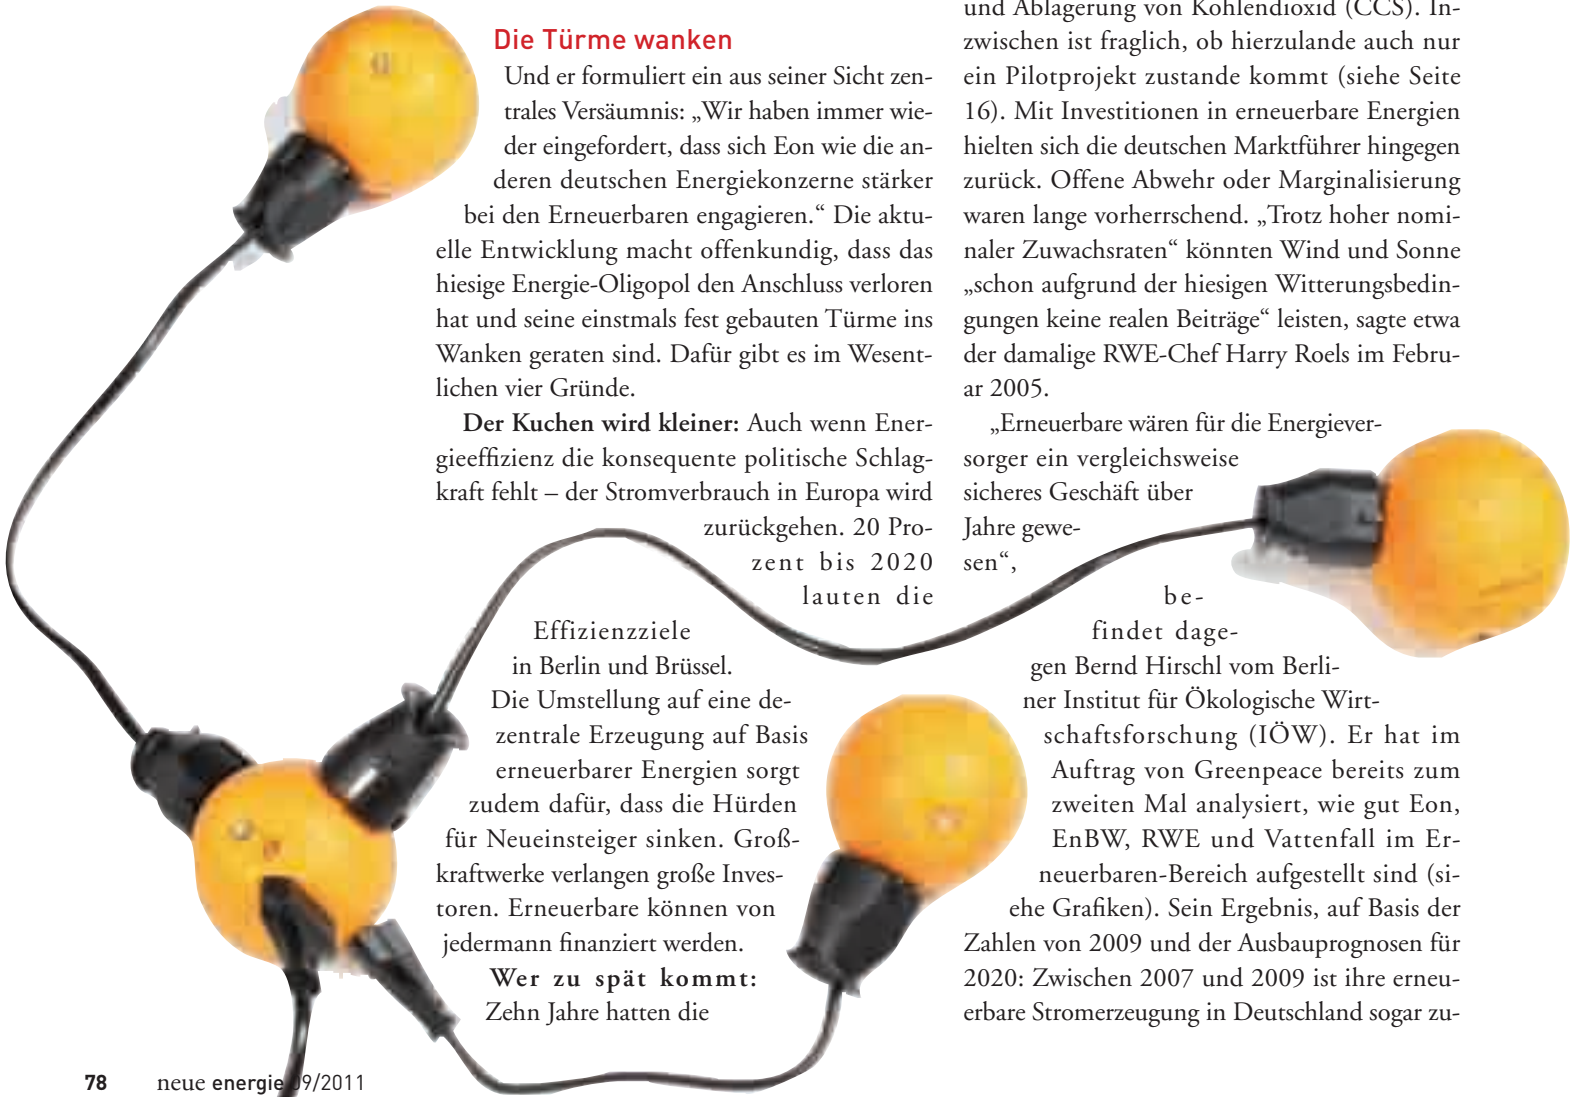 Die Türme wanken
Und er formuliert ein aus seiner Sicht zen-
trales Versäumnis: „Wir haben immer wie-
der eingefordert, dass sich Eon wie die an-
deren deutschen Energiekonzerne stärker
bei den Erneuerbaren engagieren.“ Die aktu-
elle Entwicklung macht offenkundig, dass das
hiesige Energie-Oligopol den Anschluss verloren
hat und seine einstmals fest gebauten Türme ins
Wanken geraten sind. Dafür gibt es im Wesent-
lichen vier Gründe.
Der Kuchen wird kleiner: Auch wenn Ener-
gieeffizienz die konsequente politische Schlag-
kraft fehlt – der Stromverbrauch in Europa wird
zurückgehen. 20 Pro-
zent bis 2020
lauten die
Effizienzziele
in Berlin und Brüssel.
Die Umstellung auf eine de-
zentrale Erzeugung auf Basis
erneuerbarer Energien sorgt
zudem dafür, dass die Hürden
für Neueinsteiger sinken. Groß-
kraftwerke verlangen große Inves-
toren. Erneuerbare können von
jedermann finanziert werden.
Wer zu spät kommt:
Zehn Jahre hatten die
und Ablagerung von Kohlendioxid (CCS). In-
zwischen ist fraglich, ob hierzulande auch nur
ein Pilotprojekt zustande kommt (siehe Seite
16). Mit Investitionen in erneuerbare Energien
hielten sich die deutschen Marktführer hingegen
zurück. Offene Abwehr oder Marginalisierung
waren lange vorherrschend. „Trotz hoher nomi-
naler Zuwachsraten“ könnten Wind und Sonne
„schon aufgrund der hiesigen Witterungsbedin-
gungen keine realen Beiträge“ leisten, sagte etwa
der damalige RWE-Chef Harry Roels im Febru-
ar 2005.
„Erneuerbare wären für die Energiever-
sorger ein vergleichsweise
sicheres Geschäft über
Jahre gewe-
sen“,
be-
findet dage-
gen Bernd Hirschl vom Berli-
ner Institut für Ökologische Wirt-
schaftsforschung (IÖW). Er hat im
Auftrag von Greenpeace bereits zum
zweiten Mal analysiert, wie gut Eon,
EnBW, RWE und Vattenfall im Er-
neuerbaren-Bereich aufgestellt sind (si-
ehe Grafiken). Sein Ergebnis, auf Basis der
Zahlen von 2009 und der Ausbauprognosen für
2020: Zwischen 2007 und 2009 ist ihre erneu-
erbare Stromerzeugung in Deutschland sogar zu-
78 neue energie 09/2011